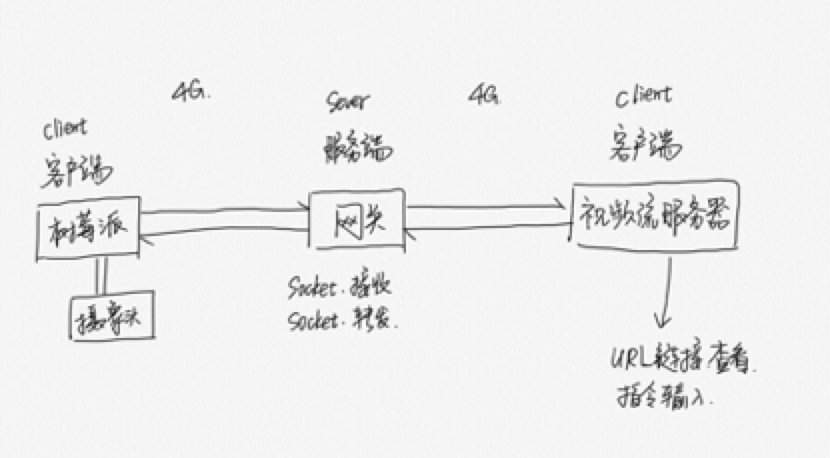 4G.
Sever
4G
Client
client
服务端
客户端
客户端
树莓派
网关
视频流服务器
摄像头
Socket.接收
Socket.转发.
URL链接.查看.
指令输入.